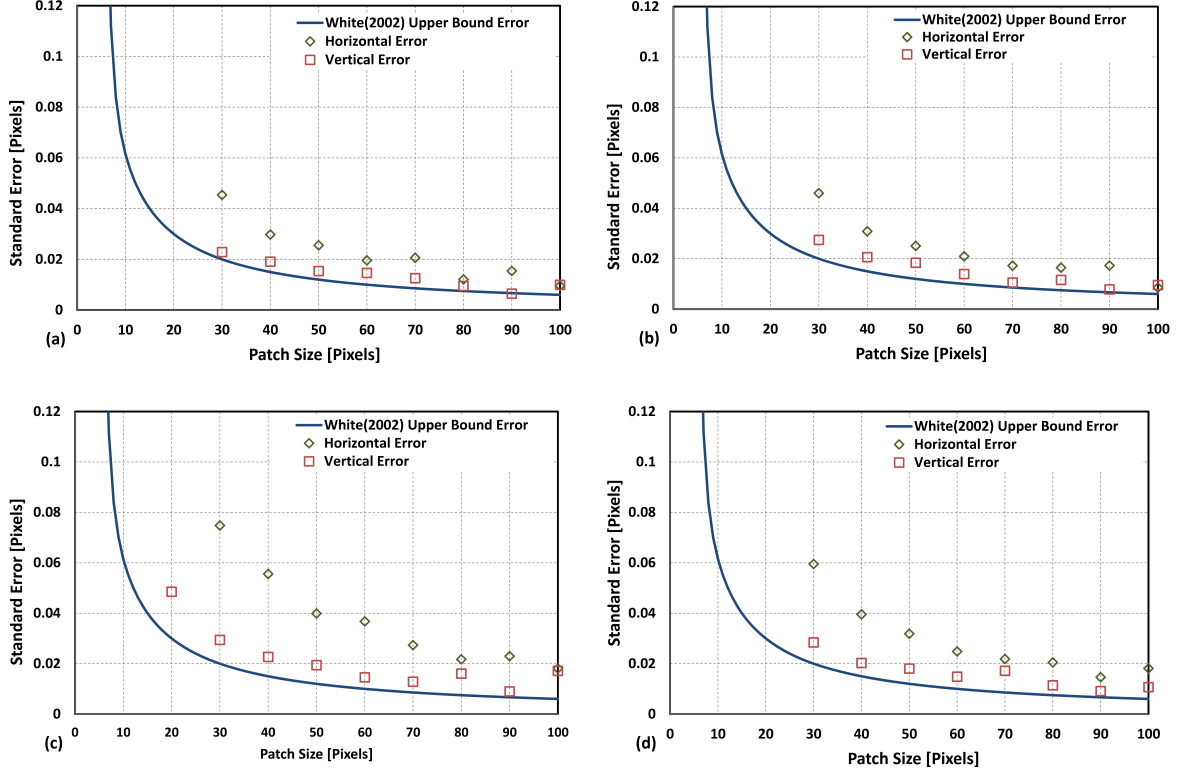 0.12
0.1
0.08
0.06
0.04
0.02
0
Standard Error [Pixels]
White(2002) Upper Bound Error
Horizontal Error
Vertical Error
0 10 20 30 40 50 60 70 80 90 100
(a)
Patch Size [Pixels]
0.12
0.1
0.08
0.06
0.04
0.02
0
Standard Error [Pixels]
White(2002) Upper Bound Error
Horizontal Error
Vertical Error
0 10 20 30 40 50 60 70 80 90 100
(b)
Patch Size [Pixels]
0.12
0.1
0.08
0.06
0.04
0.02
0
Standard Error [Pixels]
White(2002) Upper Bound Error
Horizontal Error
Vertical Error
0 10 20 30 40 50 60 70 80 90 100
(c)
Patch Size [Pixels]
0.12
0.1
0.08
0.06
0.04
0.02
0
Standard Error [Pixels]
White(2002) Upper Bound Error
Horizontal Error
Vertical Error
0 10 20 30 40 50 60 70 80 90 100
(d)
Patch Size [Pixels]